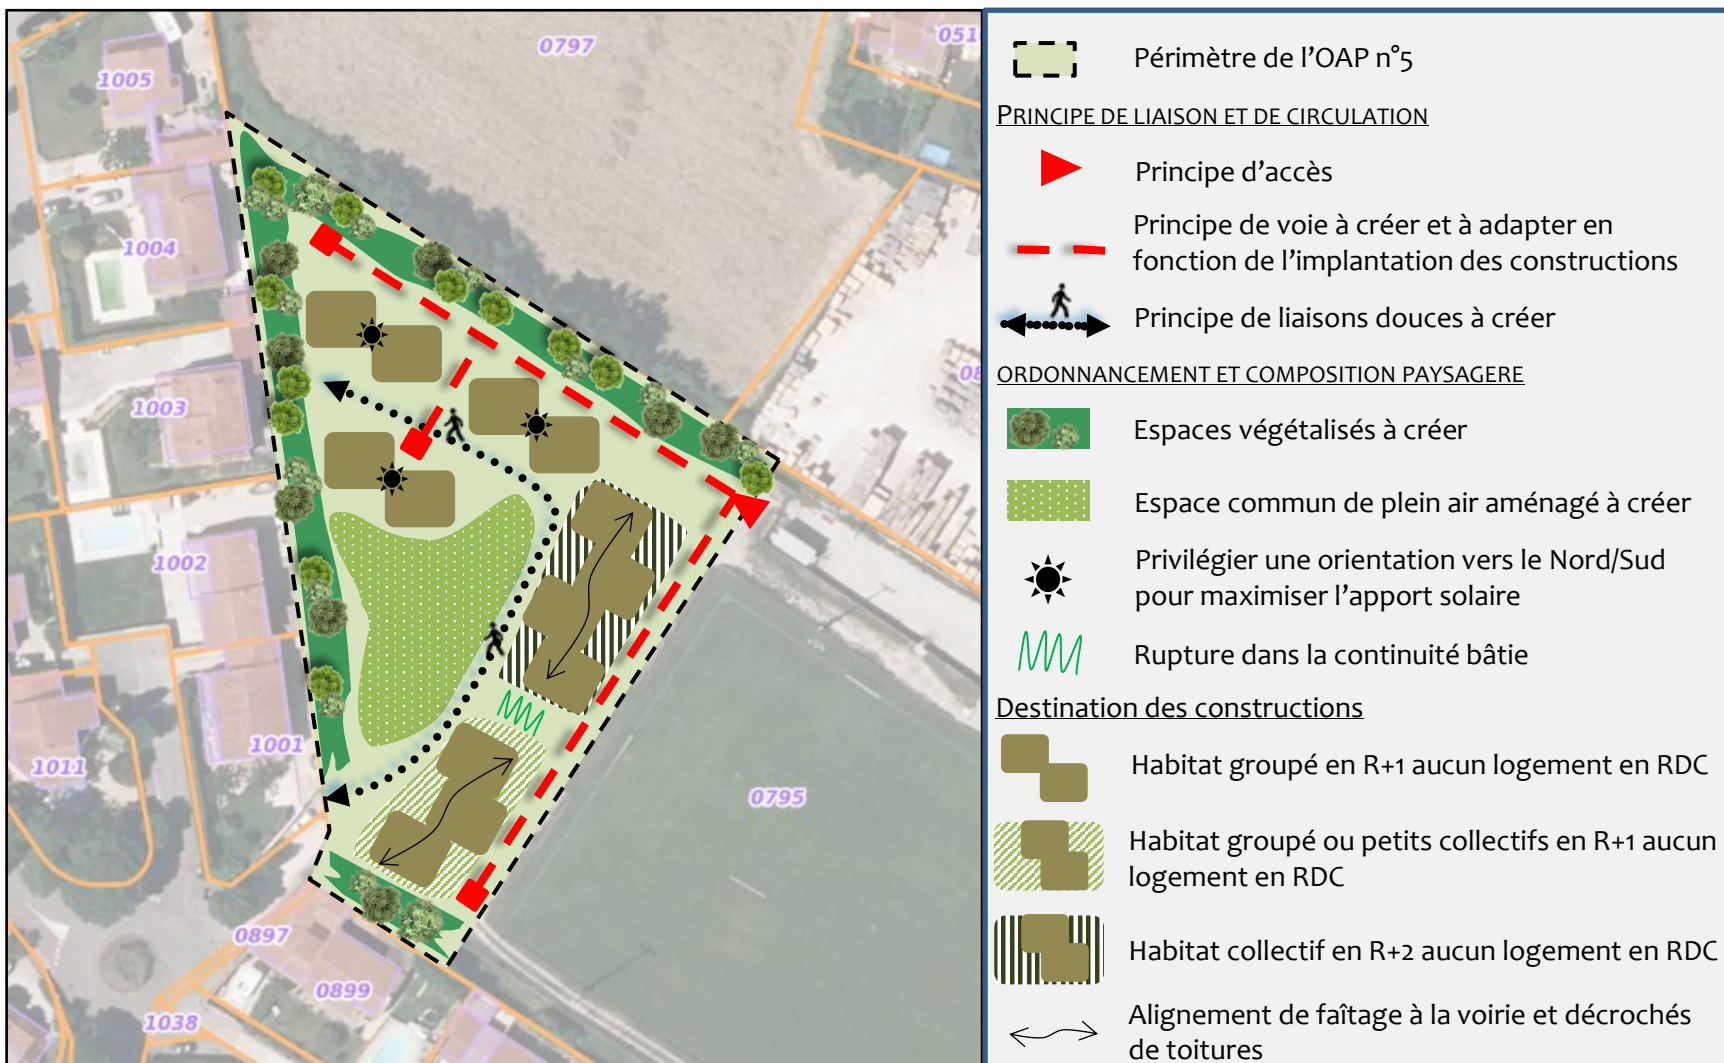 1005
0797
051
1004
1003
08
1002
1001
1011
0795
0897
0899
1038
Périmètre de l'OAP n°5
PRINCIPE DE LIAISON ET DE CIRCULATION
Principe d'accès
Principe de voie à créer et à adapter en
fonction de l'implantation des constructions
Principe de liaisons douces à créer
ORDONNANCEMENT ET COMPOSITION PAYSAGERE
Espaces végétalisés à créer
Espace commun de plein air aménagé à créer
Privilégier une orientation vers le Nord/Sud
pour maximiser l'apport solaire
Rupture dans la continuité bâtie
Destination des constructions
Habitat groupé en R+1 aucun logement en RDC
Habitat groupé ou petits collectifs en R+1 aucun
logement en RDC
Habitat collectif en R+2 aucun logement en RDC
Alignement de faîtage à la voirie et décrochés
de toitures